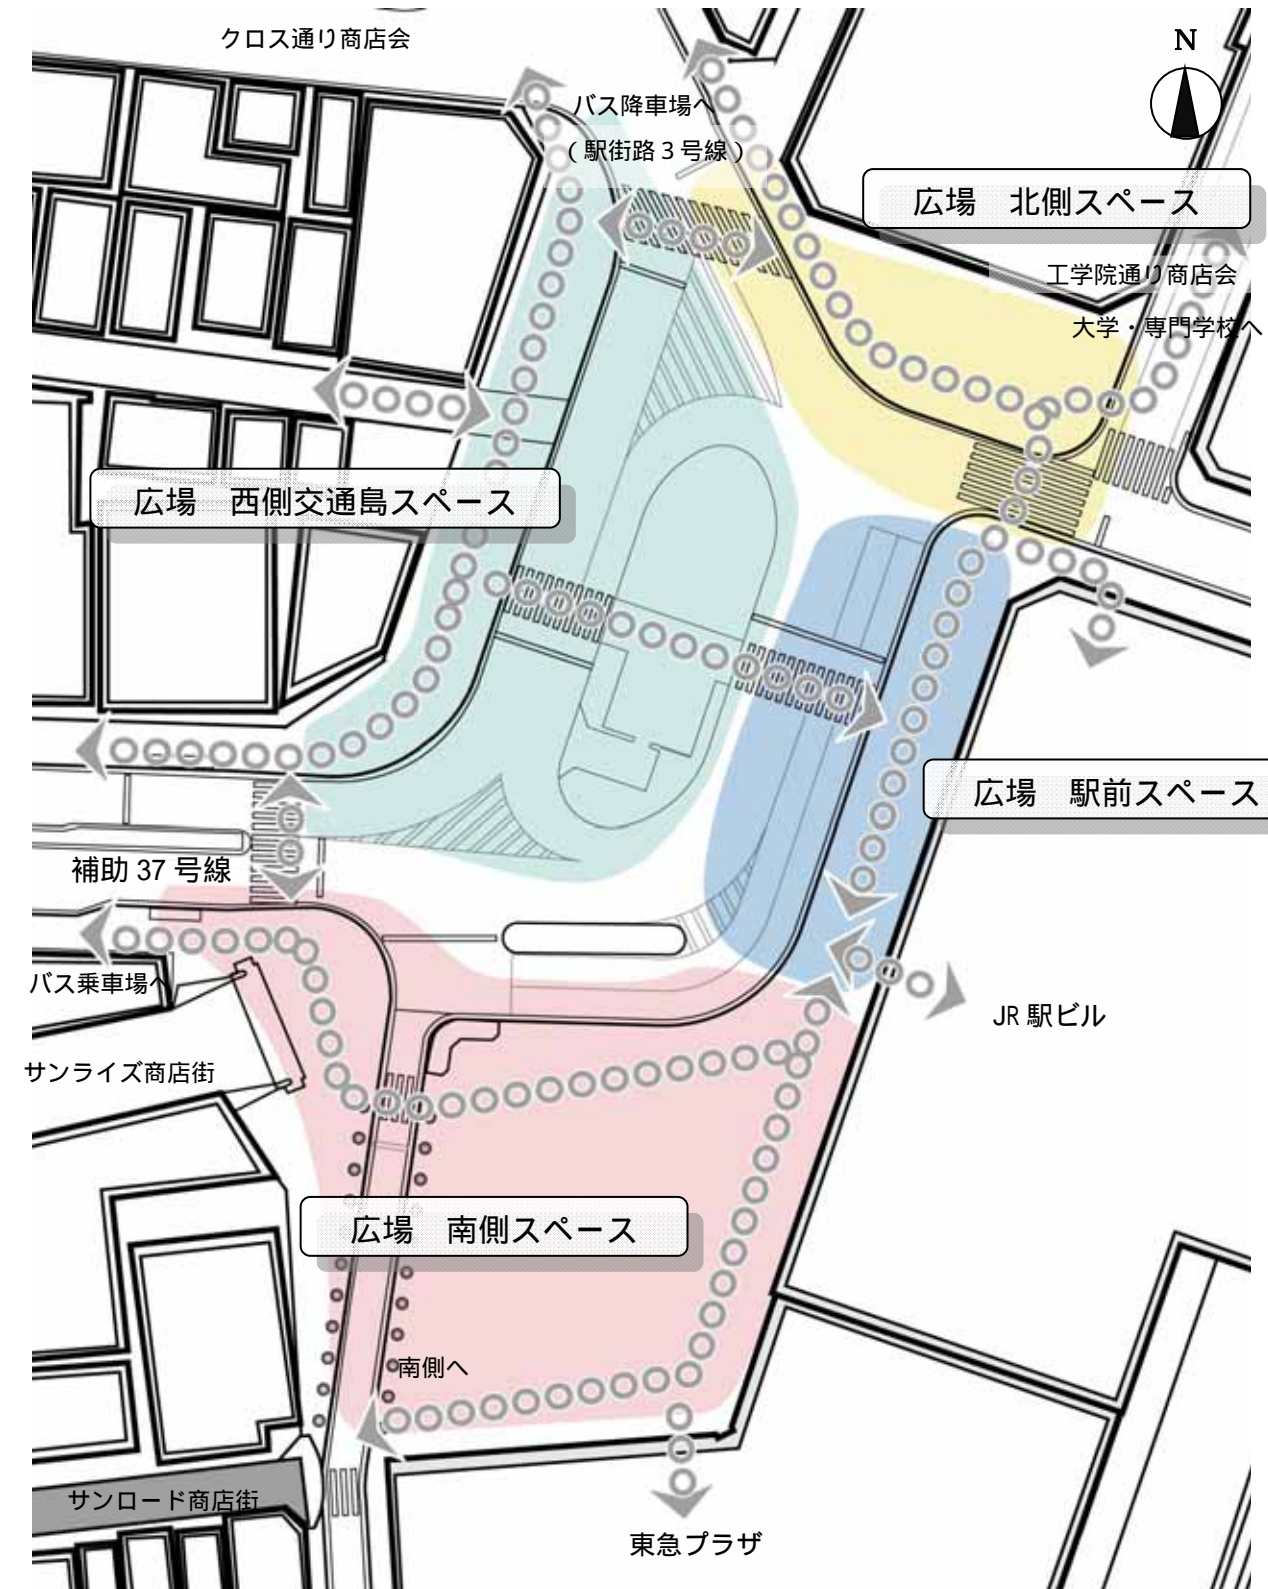 クロス通り商店会
N
バス降車場へ
(駅街路3号線)
広場 北側スペース
工学院通り商店会
大学・専門学校へ
広場 西側交通島スペース
広場 駅前スペース
補助37号線
バス乗車場へ
JR駅ビル
サンライズ商店街
広場 南側スペース
南側へ
サンロード商店街
東急プラザ